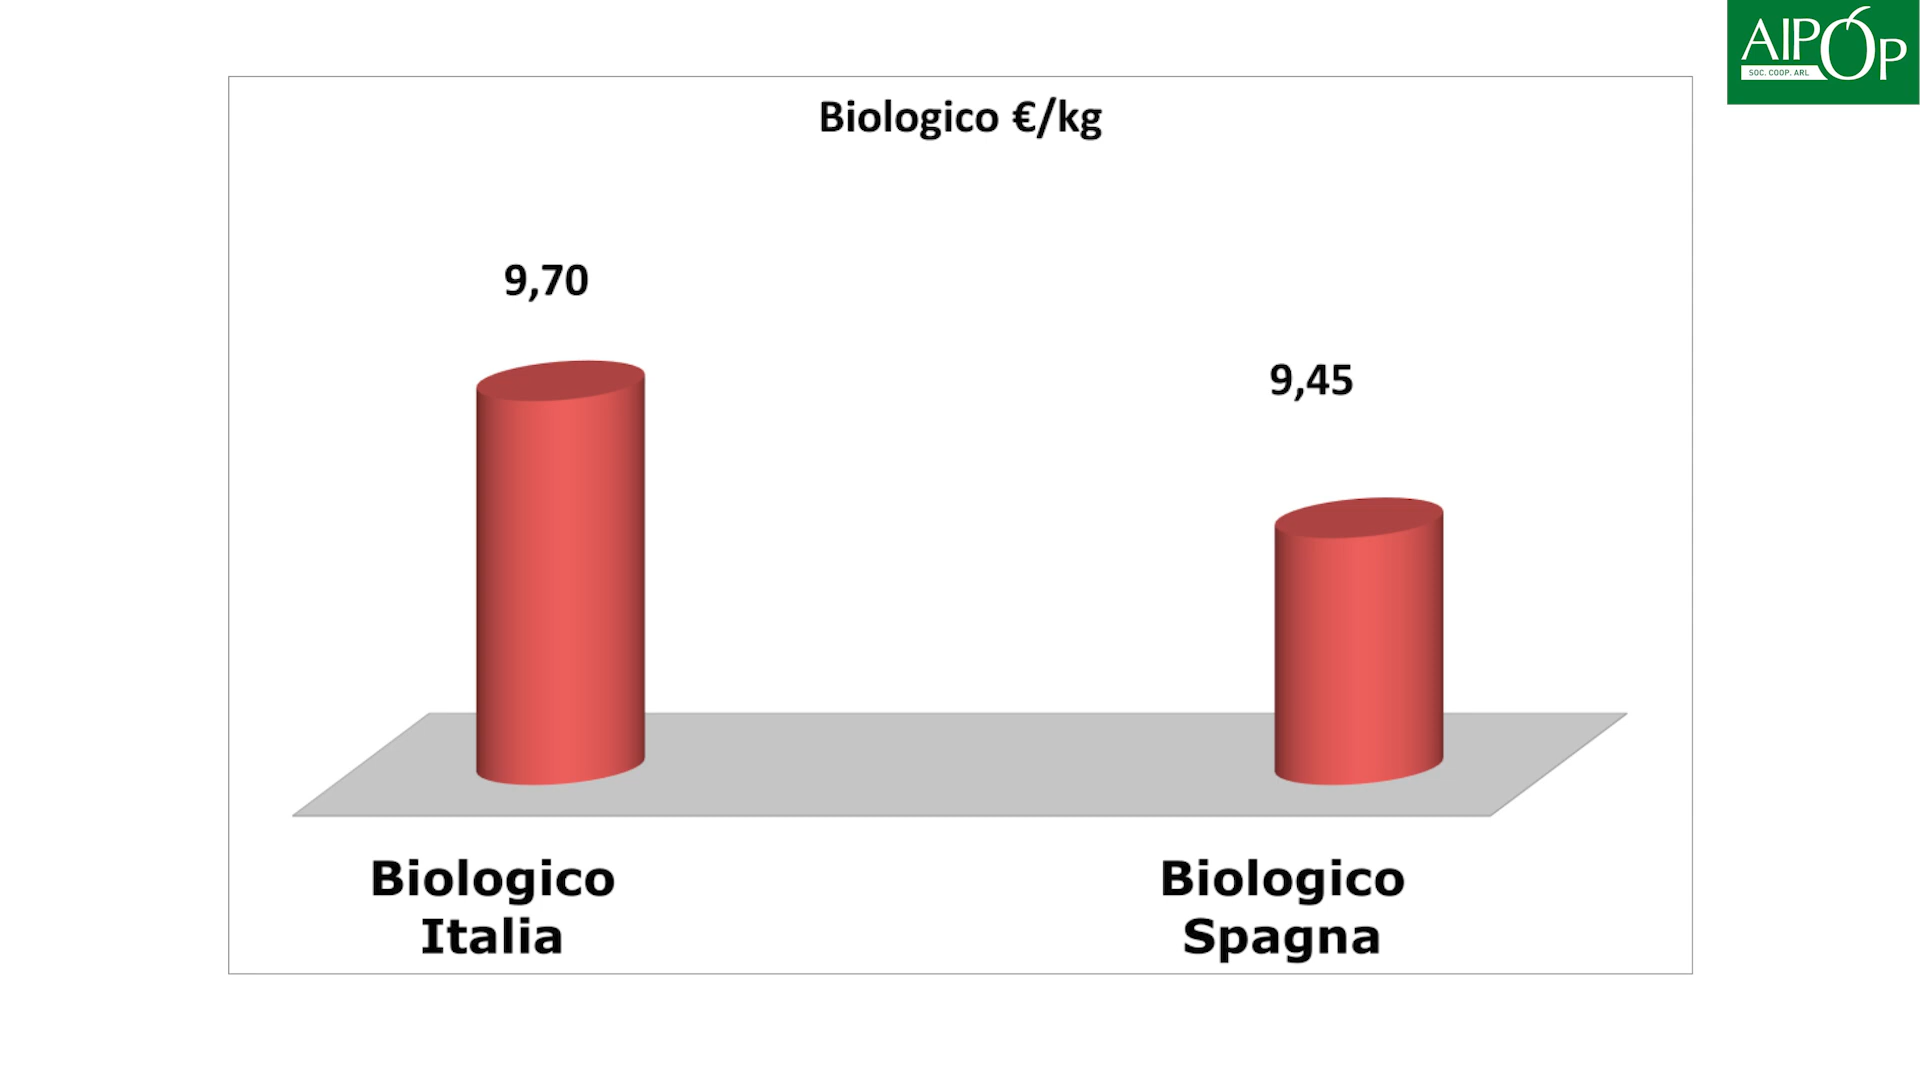 AIPOP
SOC. COOP. ARL
Biologico €/kg
9,70
9,45
Biologico
Italia
Biologico
Spagna